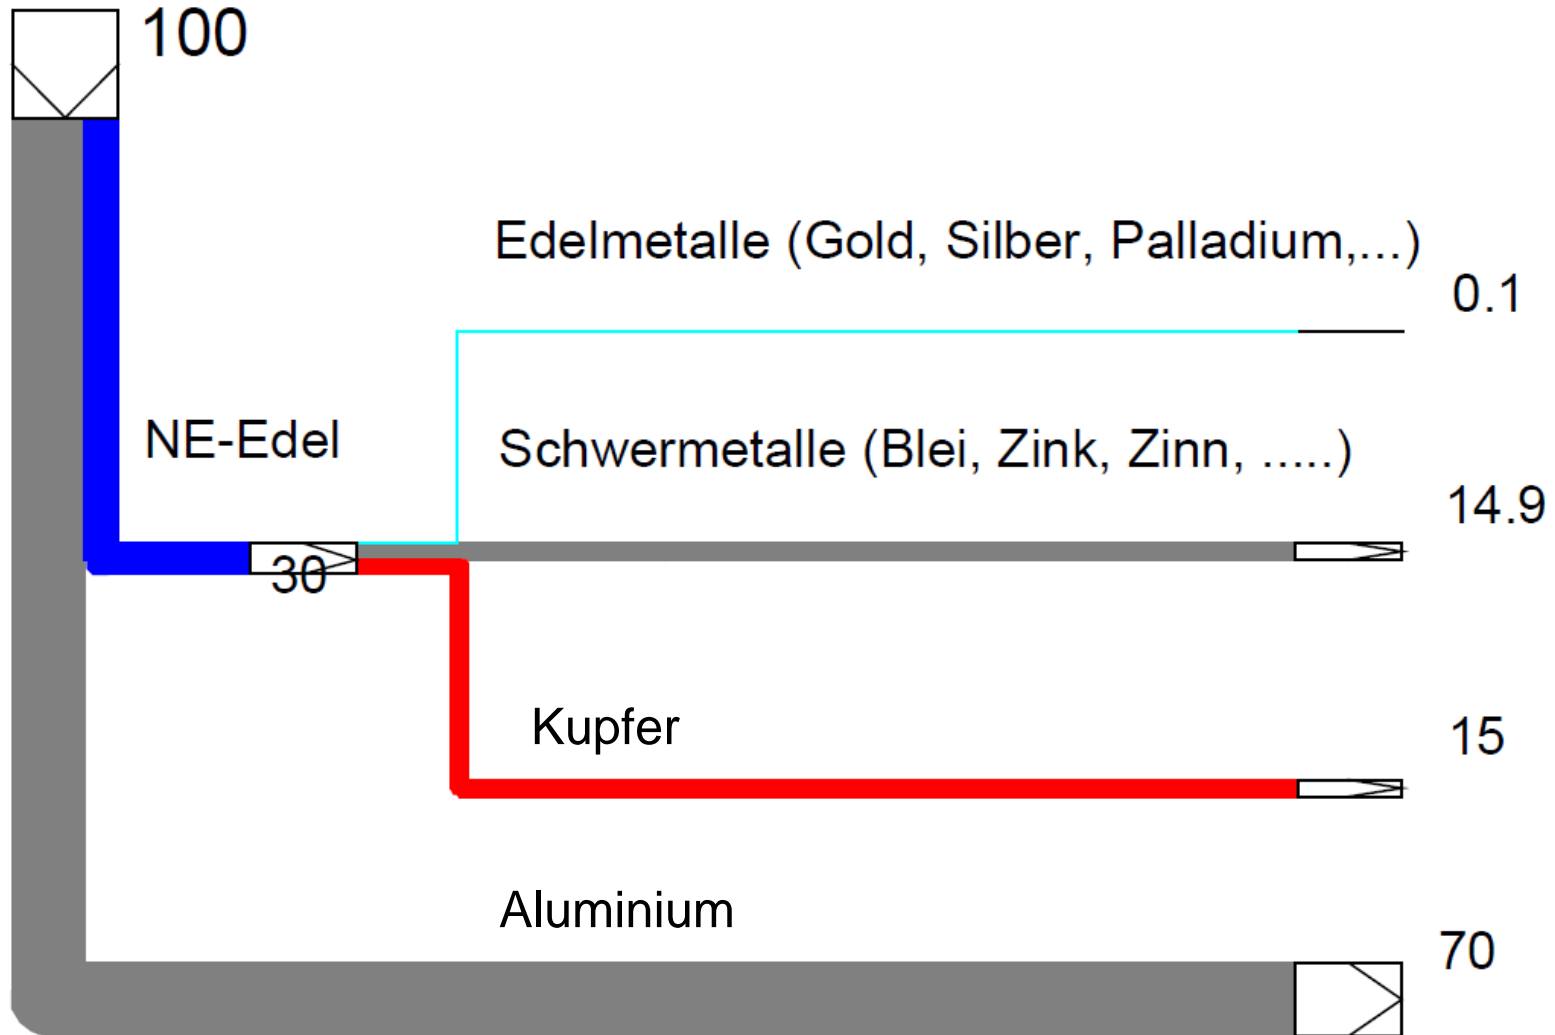 100
Edelmetalle (Gold, Silber, Palladium,...)
0.1
NE-Edel
Schwermetalle (Blei, Zink, Zinn, .....)
14.9
30
Kupfer
15
Aluminium
70